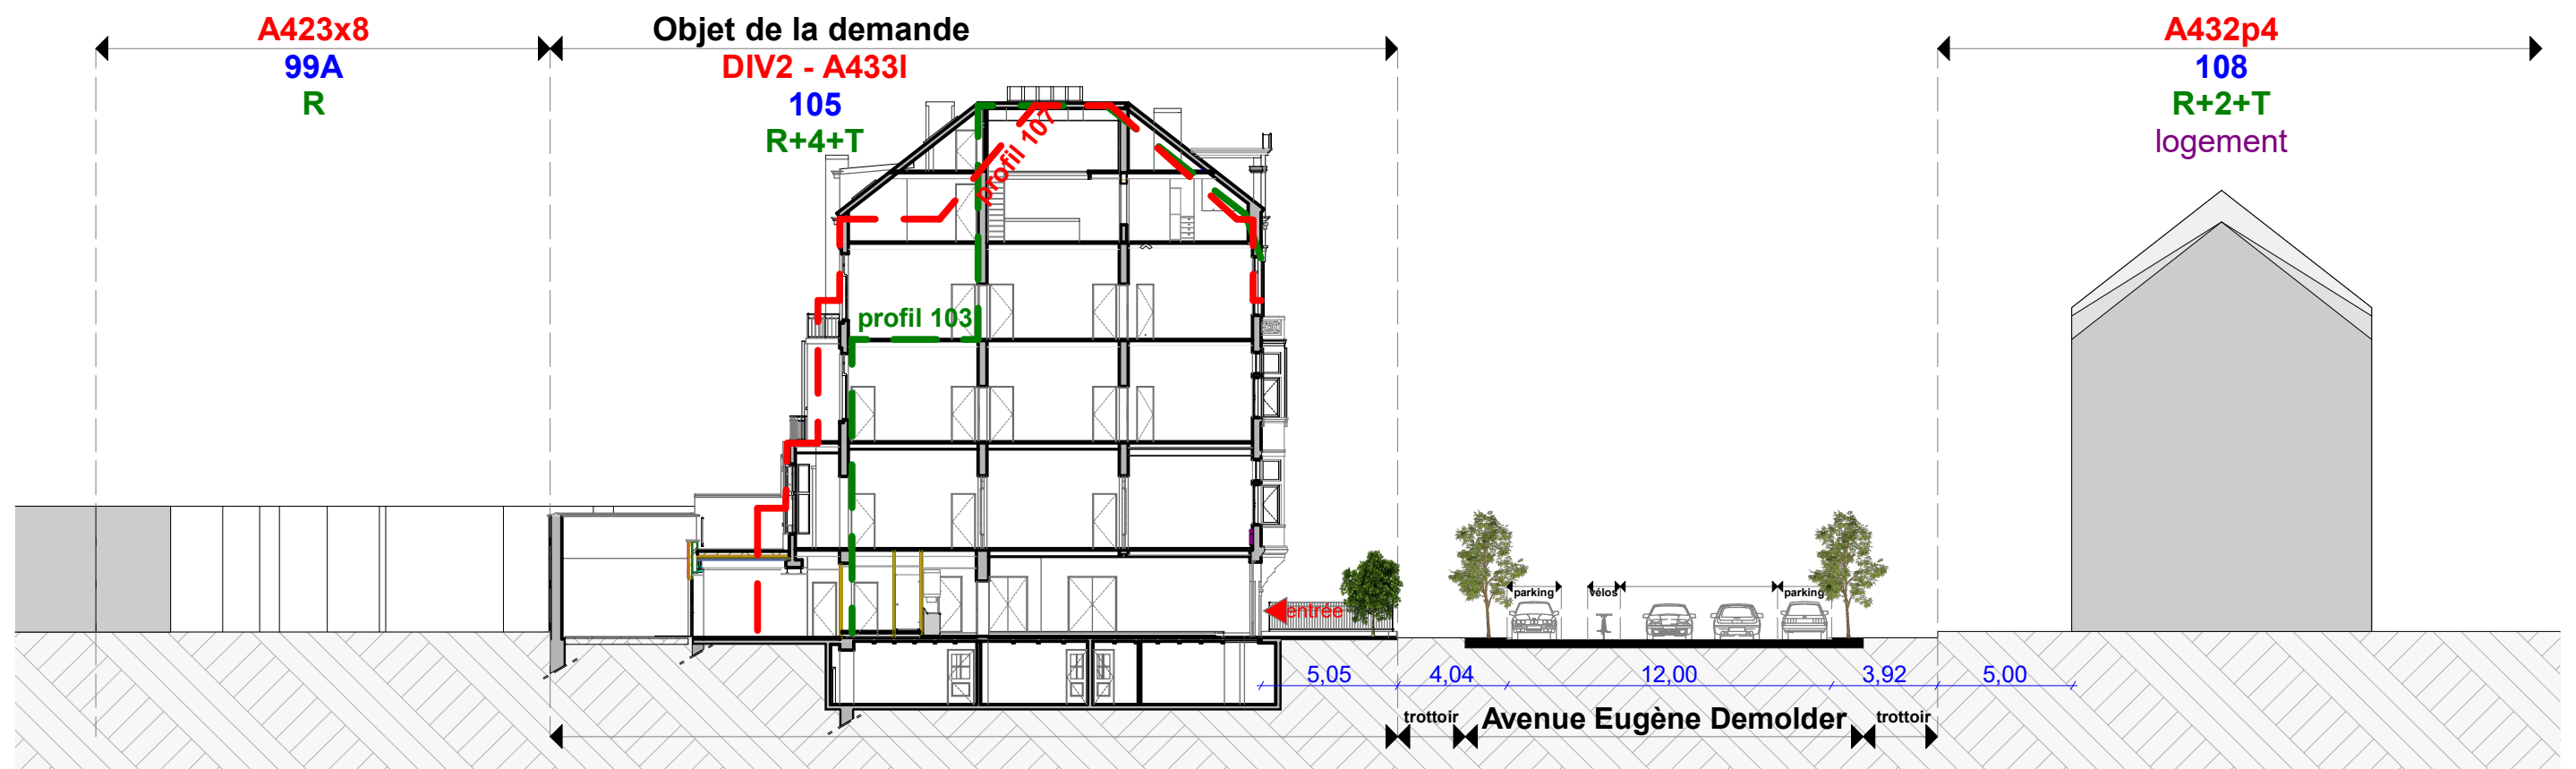 A423x8
99A
R
Objet de la demande
DIV2 - A433l
105
R+4+T
A432p4
108
R+2+T
logement
profil 107
profil 103
entrée
parking
vélos
parking
5,05
4,04
12,00
3,92
5,00
trottoir
Avenue Eugène Demolder
trottoir